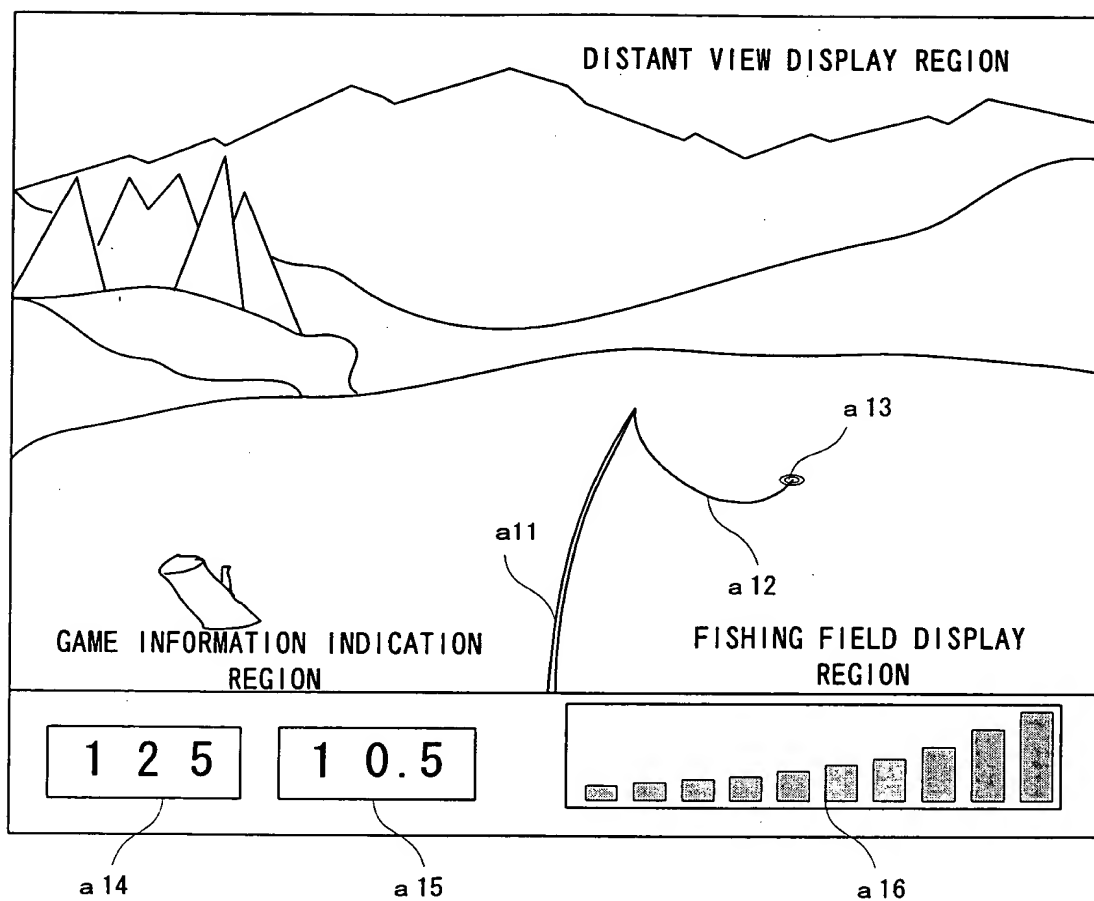 DISTANT VIEW DISPLAY REGION
a13
a11
a12
GAME INFORMATION INDICATION
REGION
FISHING FIELD DISPLAY
REGION
125
10.5
a14
a15
a16